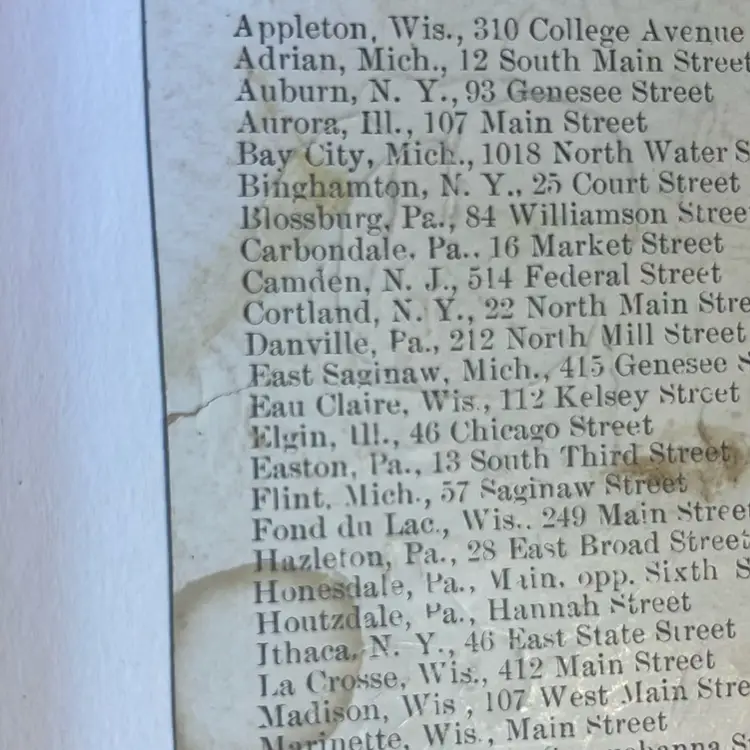 Appleton, Wis., 310 College Avenue
Adrian, Mich., 12 South Main Street
Auburn, N. Y., 93 Genesee Street
Aurora, Ill., 107 Main Street
Bay City, Mich., 1018 North Water S
Binghamton, N. Y., 25 Court Street
Blossburg, Pa., 84 Williamson Stree
Carbondale, Pa., 16 Market Street
Camden, N. J., 514 Federal Street
Cortland, N. Y., 22 North Main Stre
Danville, Pa., 212 North Mill Street
East Saginaw, Mich., 415 Genesee S
Eau Claire, Wis., 112 Kelsey Street
Elgin, Ill., 46 Chicago Street
Easton, Pa., 13 South Third Street
Flint, Mich., 57 Saginaw Street
Fond du Lac., Wis., 249 Main Street
Hazleton, Pa., 28 East Broad Street
Honesdale, Pa., Main, opp. Sixth S
Houtzdale, Pa., Hannah Street
Ithaca, N. Y., 46 East State Street
La Crosse, Wis., 412 Main Street
Madison, Wis., 107 West Main Stre
Marinette, Wis., Main Street